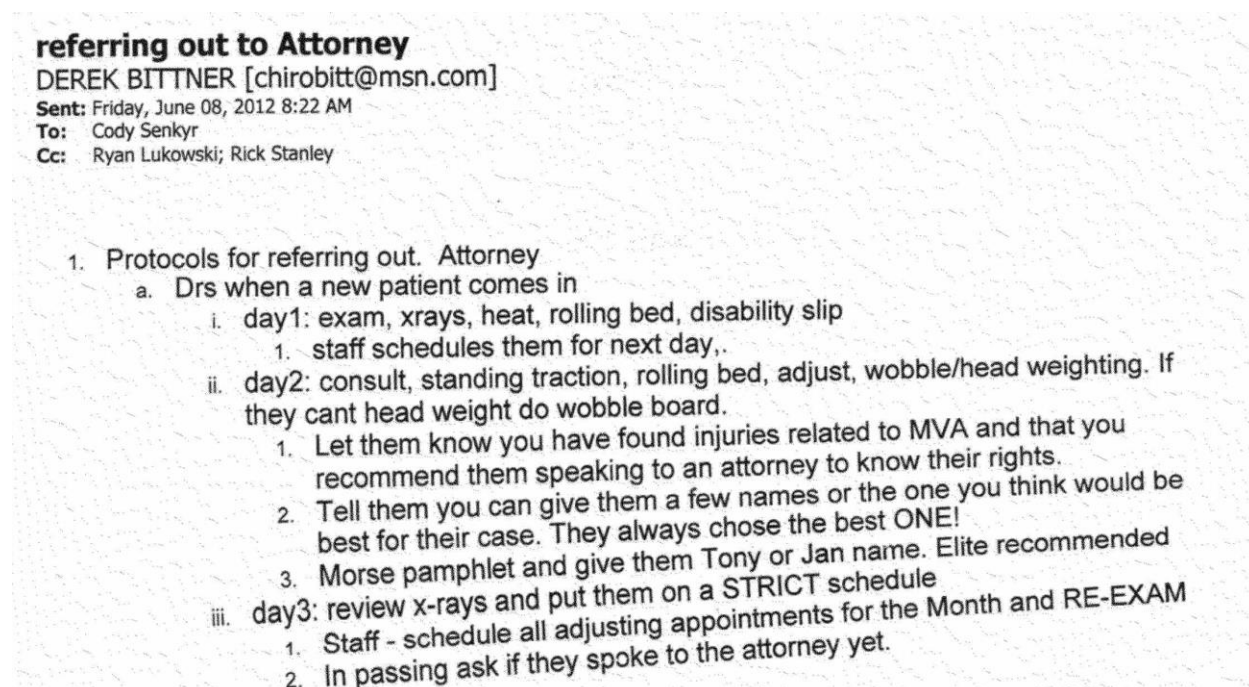 referring out to Attorney
DEREK BITTNER [chirobitt@msn.com]
Sent: Friday, June 08, 2012 8:22 AM
To: Cody Senkyr
Cc: Ryan Lukowski; Rick Stanley
1. Protocols for referring out. Attorney
a. Drs when a new patient comes in
i. day1: exam, xrays, heat, rolling bed, disability slip
1. staff schedules them for next day,.
ii. day2: consult, standing traction, rolling bed, adjust, wobble/head weighting. If
they cant head weight do wobble board.
1. Let them know you have found injuries related to MVA and that you
recommend them speaking to an attorney to know their rights.
2. Tell them you can give them a few names or the one you think would be
best for their case. They always chose the best ONE!
3. Morse pamphlet and give them Tony or Jan name. Elite recommended
iii. day3: review x-rays and put them on a STRICT schedule
1. Staff - schedule all adjusting appointments for the Month and RE-EXAM
2. In passing ask if they spoke to the attorney yet.